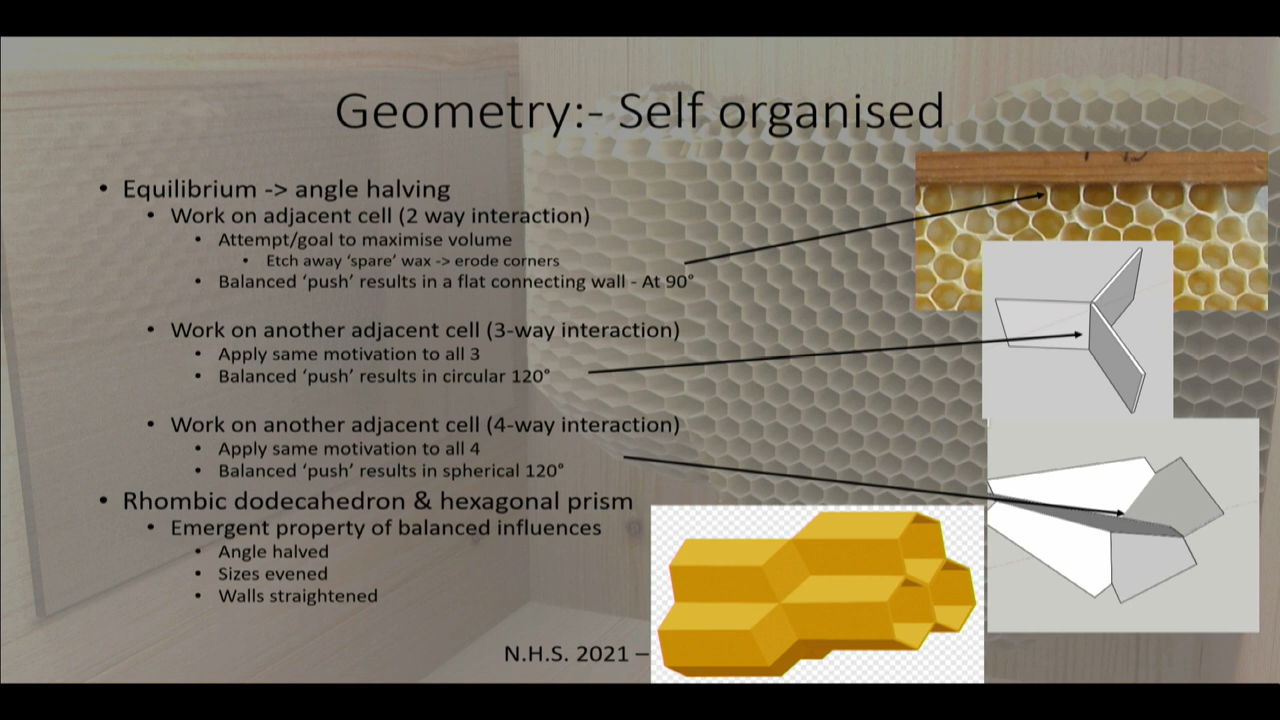 Geometry:- Self organised
• Equilibrium -> angle halving
• Work on adjacent cell (2 way interaction)
• Attempt/goal to maximise volume
• Etch away ‘spare’ wax -> erode corners
• Balanced ‘push’ results in a flat connecting wall - At 90°
• Work on another adjacent cell (3-way interaction)
• Apply same motivation to all 3
• Balanced ‘push’ results in circular 120°
• Work on another adjacent cell (4-way interaction)
• Apply same motivation to all 4
• Balanced ‘push’ results in spherical 120°
• Rhombic dodecahedron & hexagonal prism
• Emergent property of balanced influences
• Angle halved
• Sizes evened
• Walls straightened
N.H.S. 2021 –